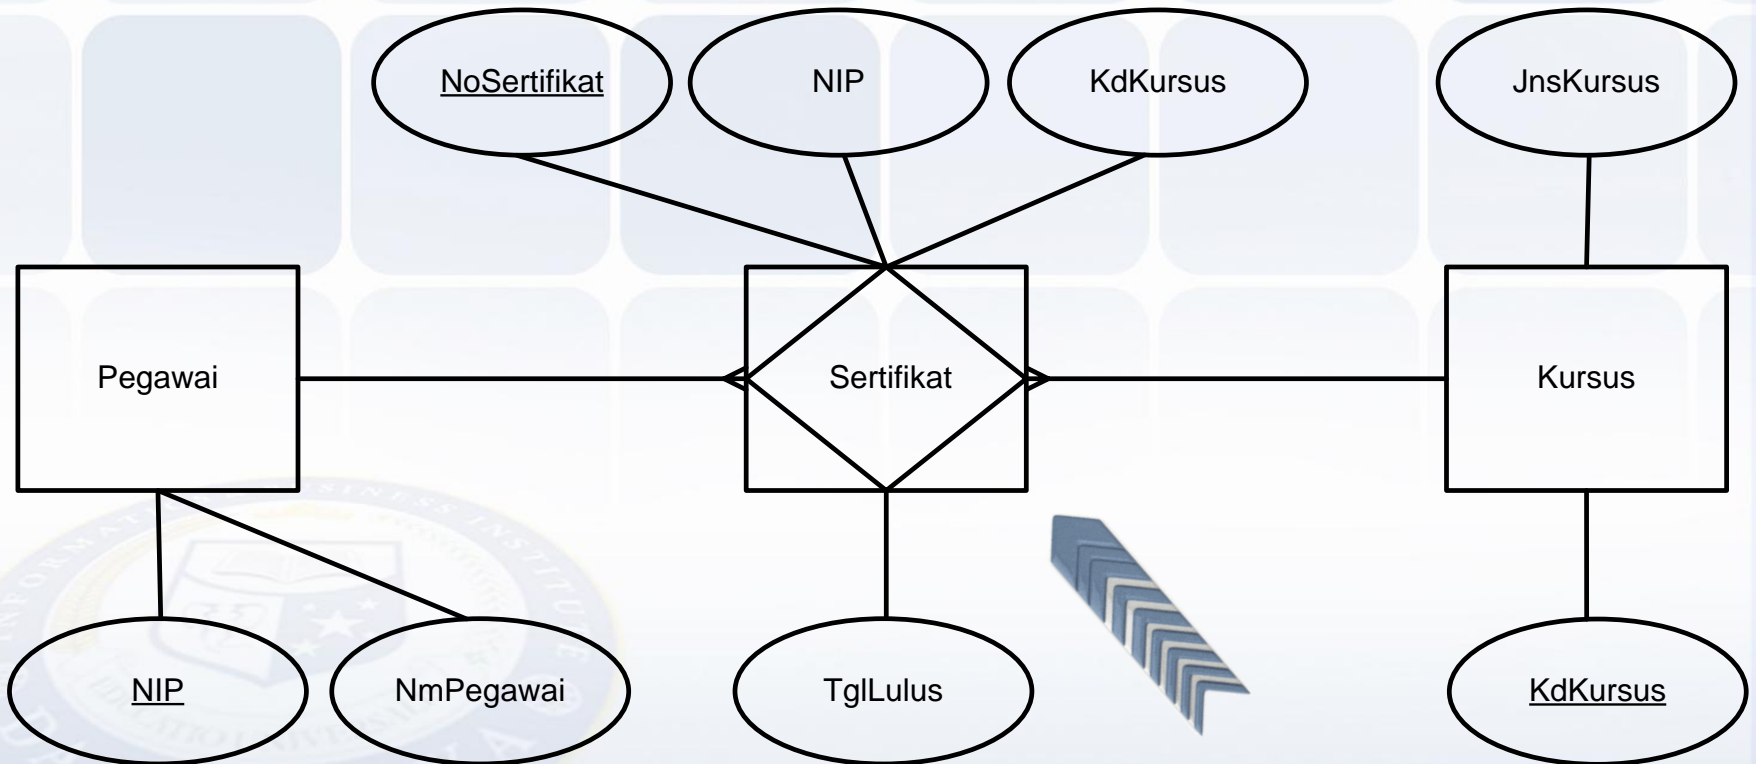 NoSertifikat
NIP
KdKursus
JnsKursus
Pegawai
Sertifikat
Kursus
NIP
NmPegawai
TglLulus
KdKursus